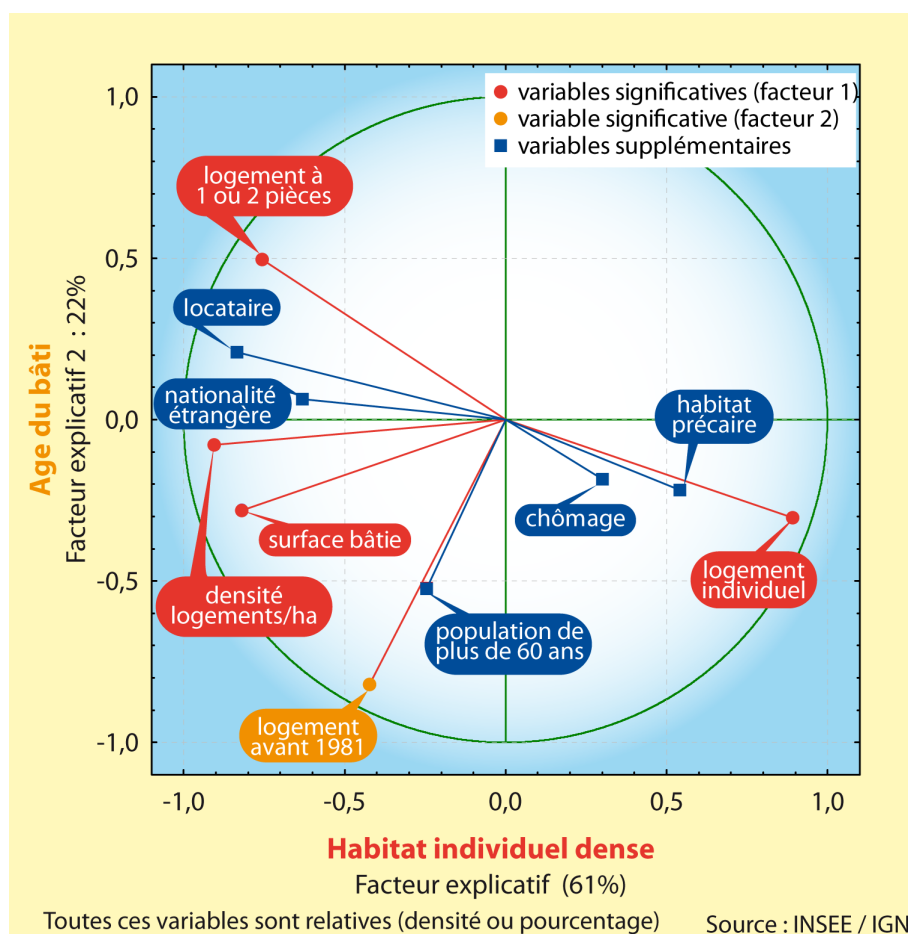 variables significatives (facteur 1)
variable significative (facteur 2)
variables supplémentaires
1,0
0,5
0,0
-0,5
-1,0
Age du bâti
Facteur explicatif 2 : 22%
logement à
1 ou 2 pièces
locataire
nationalité
étrangère
habitat
précaire
chômage
surface bâtie
logement
individuel
densité
logements/ha
population de
plus de 60 ans
logement
avant 1981
-1,0
-0,5
0,0
0,5
1,0
Habitat individuel dense
Facteur explicatif (61%)
Toutes ces variables sont relatives (densité ou pourcentage)
Source : INSEE / IGN